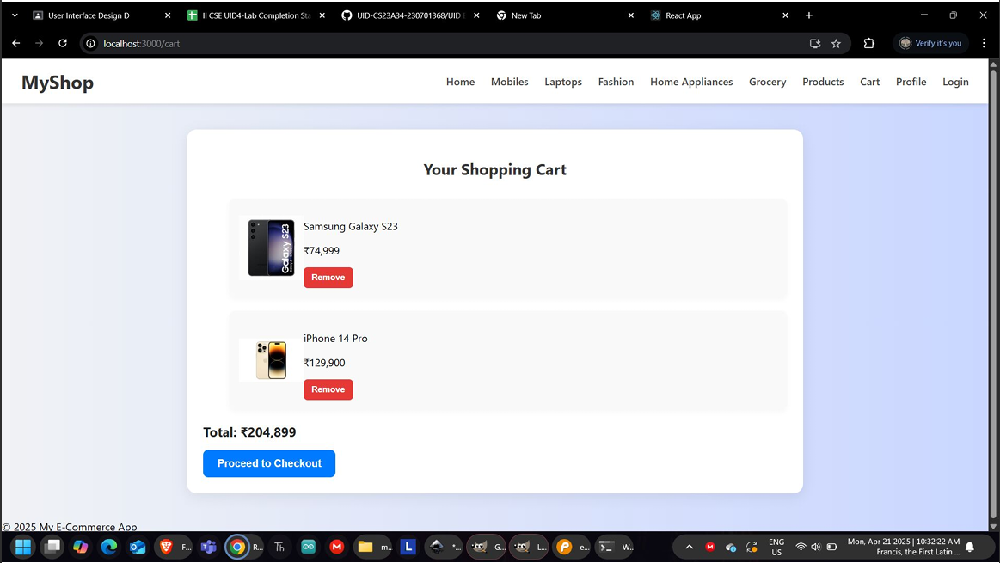 User Interface Design D
II CSE UID4-Lab Completion Sta
UID-CS23A34-230701368/UID
New Tab
React App
localhost:3000/cart
Verify it's you
MyShop
Home Mobiles Laptops Fashion Home Appliances Grocery Products Cart Profile Login
Your Shopping Cart
Galaxy S23
Samsung Galaxy S23
₹74,999
Remove
iPhone 14 Pro
₹129,900
Remove
Total: ₹204,899
Proceed to Checkout
© 2025 My E-Commerce App
F... R... Th m... L *... G... L... e... W...
ENG
US
Mon, Apr 21 2025 | 10:32:22 AM
Francis, the First Latin ...